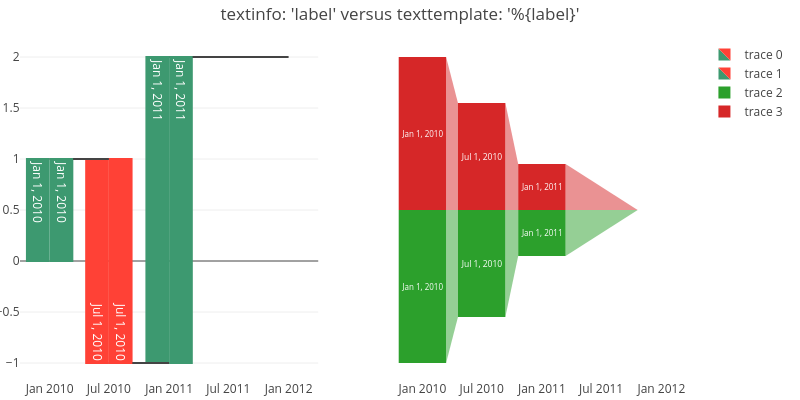 textinfo: 'label' versus texttemplate: '%{label}'
2
1.5
1
0.5
0
−0.5
−1
Jan 1, 2010
Jan 1, 2010
Jul 1, 2010
Jul 1, 2010
Jan 1, 2011
Jan 1, 2011
Jan 2010
Jul 2010
Jan 2011
Jul 2011
Jan 2012
Jan 1, 2010
Jul 1, 2010
Jan 1, 2011
Jan 1, 2010
Jul 1, 2010
Jan 1, 2011
Jan 2010
Jul 2010
Jan 2011
Jul 2011
Jan 2012
trace 0
trace 1
trace 2
trace 3